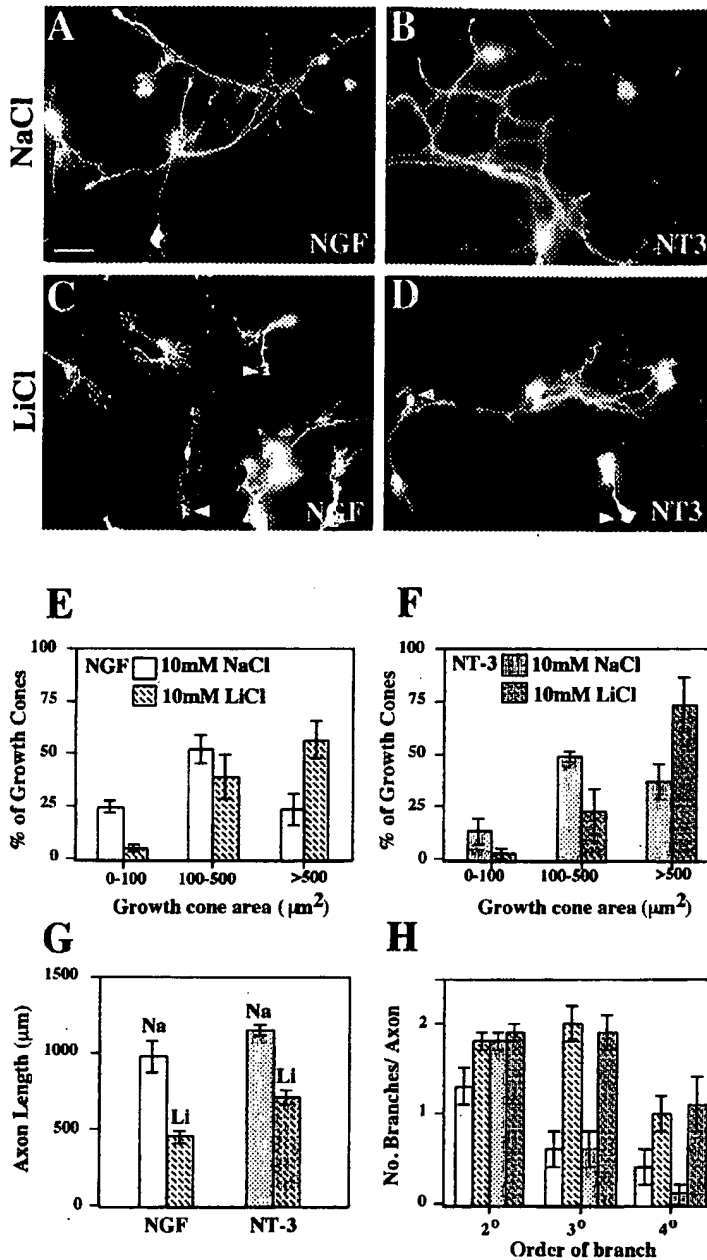 A
B
NaCl
NGF
NT3
C
D
LiCl
NGF
NT3
E
F
100
75
50
25
0
% of Growth Cones
NGF
10mM NaCl
10mM LiCl
0-100
100-500
>500
Growth cone area (μm²)
100
75
50
25
0
% of Growth Cones
NT-3
10mM NaCl
10mM LiCl
0-100
100-500
>500
Growth cone area (μm²)
G
H
1500
1000
500
0
Axon Length (μm)
Na
Li
Na
Li
NGF
NT-3
2
1
0
No. Branches/ Axon
2°
3°
4°
Order of branch